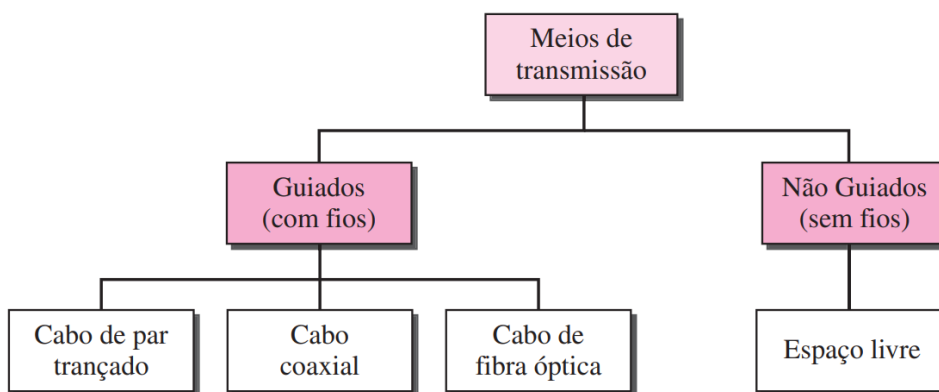 Meios de
transmissão
Guiados
(com fios)
Não Guiados
(sem fios)
Cabo de par
trançado
Cabo
coaxial
Cabo de
fibra óptica
Espaço livre